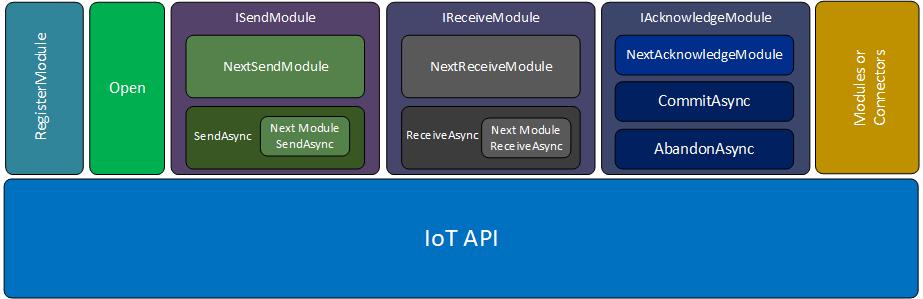 RegisterModule
Open
ISendModule
NextSendModule
SendAsync
Next Module
SendAsync
IReceiveModule
NextReceiveModule
ReceiveAsync
Next Module
ReceiveAsync
IAcknowledgeModule
NextAcknowledgeModule
CommitAsync
AbandonAsync
Modules or
Connectors
IoT API